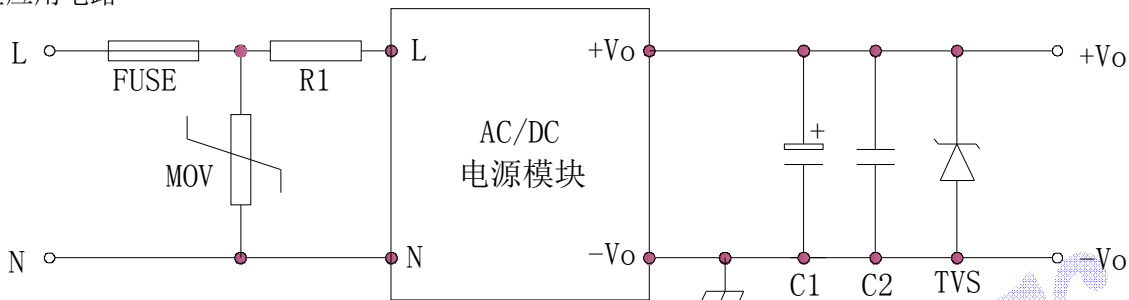 L
FUSE
R1
L
MOV
N
N
AC/DC
电源模块
+Vo
-Vo
+
C1
C2
TVS
+Vo
-Vo